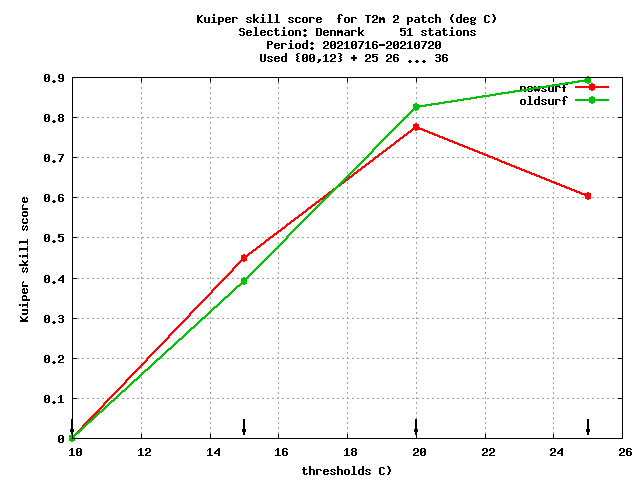 Kuiper skill score  for T2m 2 patch (deg C)
Selection: Denmark     51 stations
Period: 20210716-20210720
Used {00,12} + 25 26 ... 36
newsurf
oldsurf
0.9
0.8
0.7
0.6
0.5
0.4
0.3
0.2
0.1
0
Kuiper skill score
10 12 14 16 18 20 22 24 26
thresholds C)